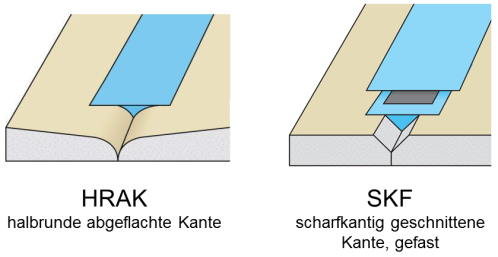 HRAK
halbrunde abgeflachte Kante
SKF
scharfkantig geschnittene
Kante, gefast